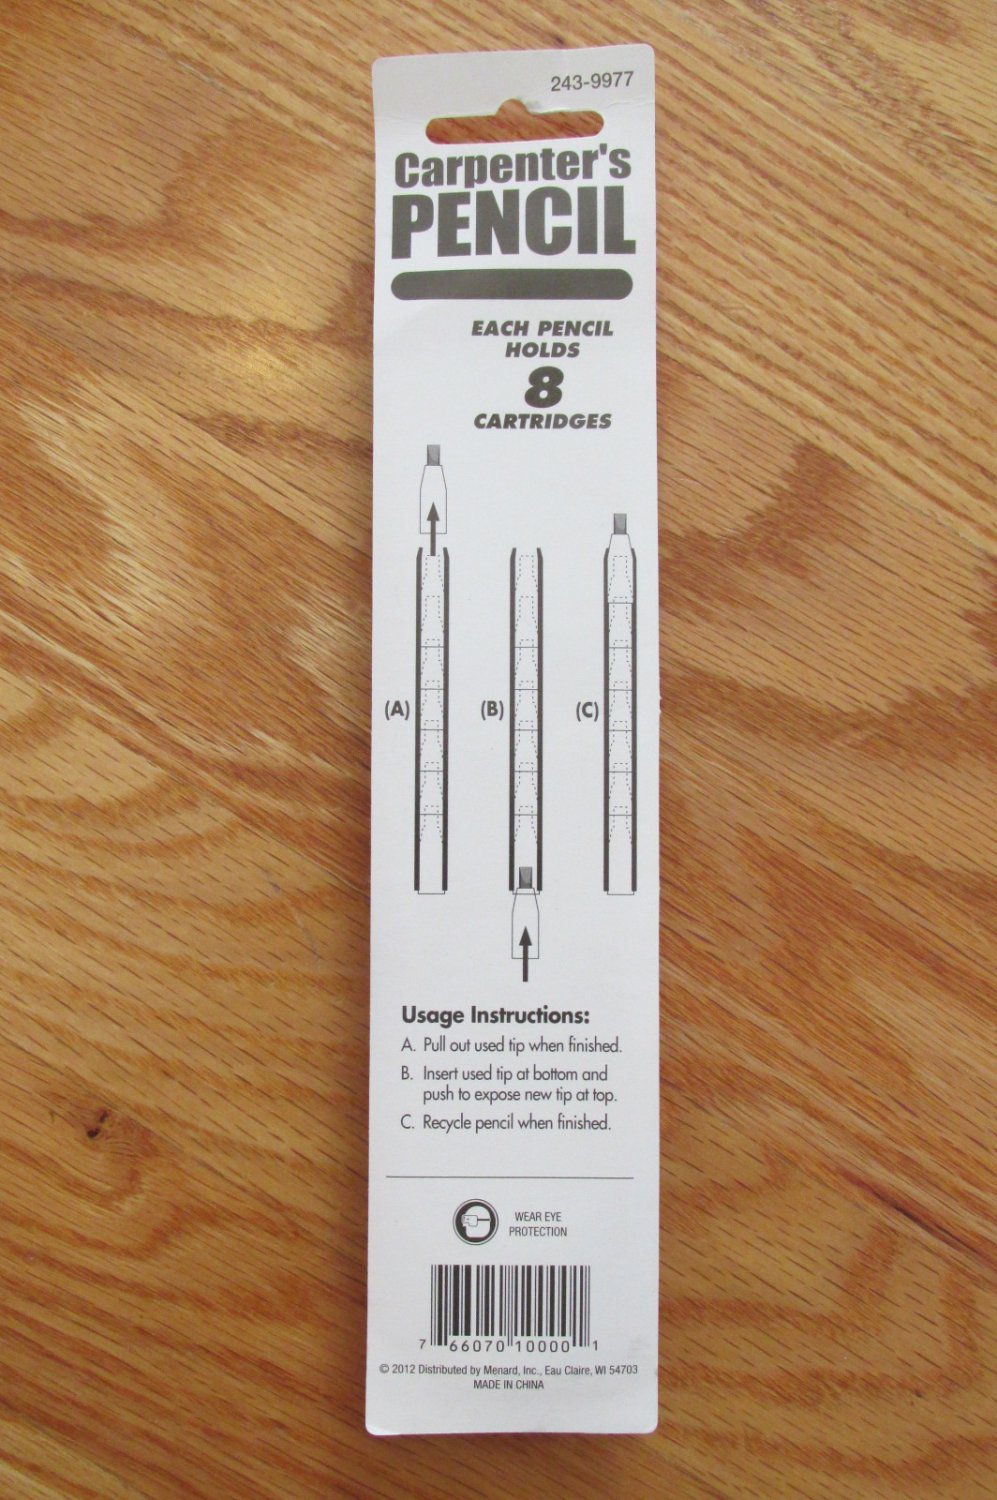 243-9977
Carpenter's
PENCIL
EACH PENCIL
HOLDS
8
CARTRIDGES
(A) (B) (C)
Usage Instructions:
A. Pull out used tip when finished.
B. Insert used tip at bottom and
push to expose new tip at top.
C. Recycle pencil when finished.
WEAR EYE
PROTECTION
7 66070 10000 1
© 2012 Distributed by Menard, Inc., Eau Claire, WI 54703
MADE IN CHINA